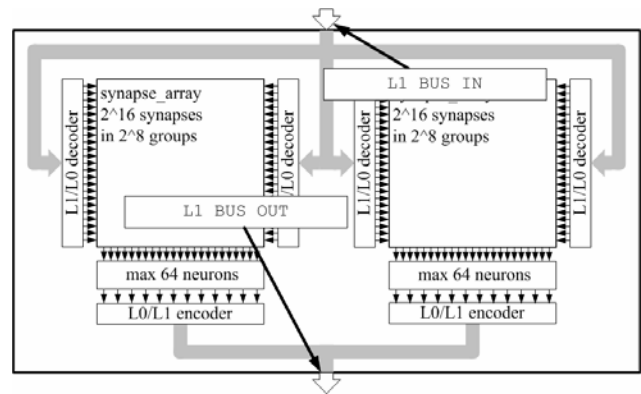 L1 BUS IN
L1/L0 decoder
synapse_array
2^16 synapses
in 2^8 groups
L1/L0 decoder
L1/L0 decoder
2^16 synapses
in 2^8 groups
L1/L0 decoder
L1 BUS OUT
max 64 neurons
max 64 neurons
L0/L1 encoder
L0/L1 encoder